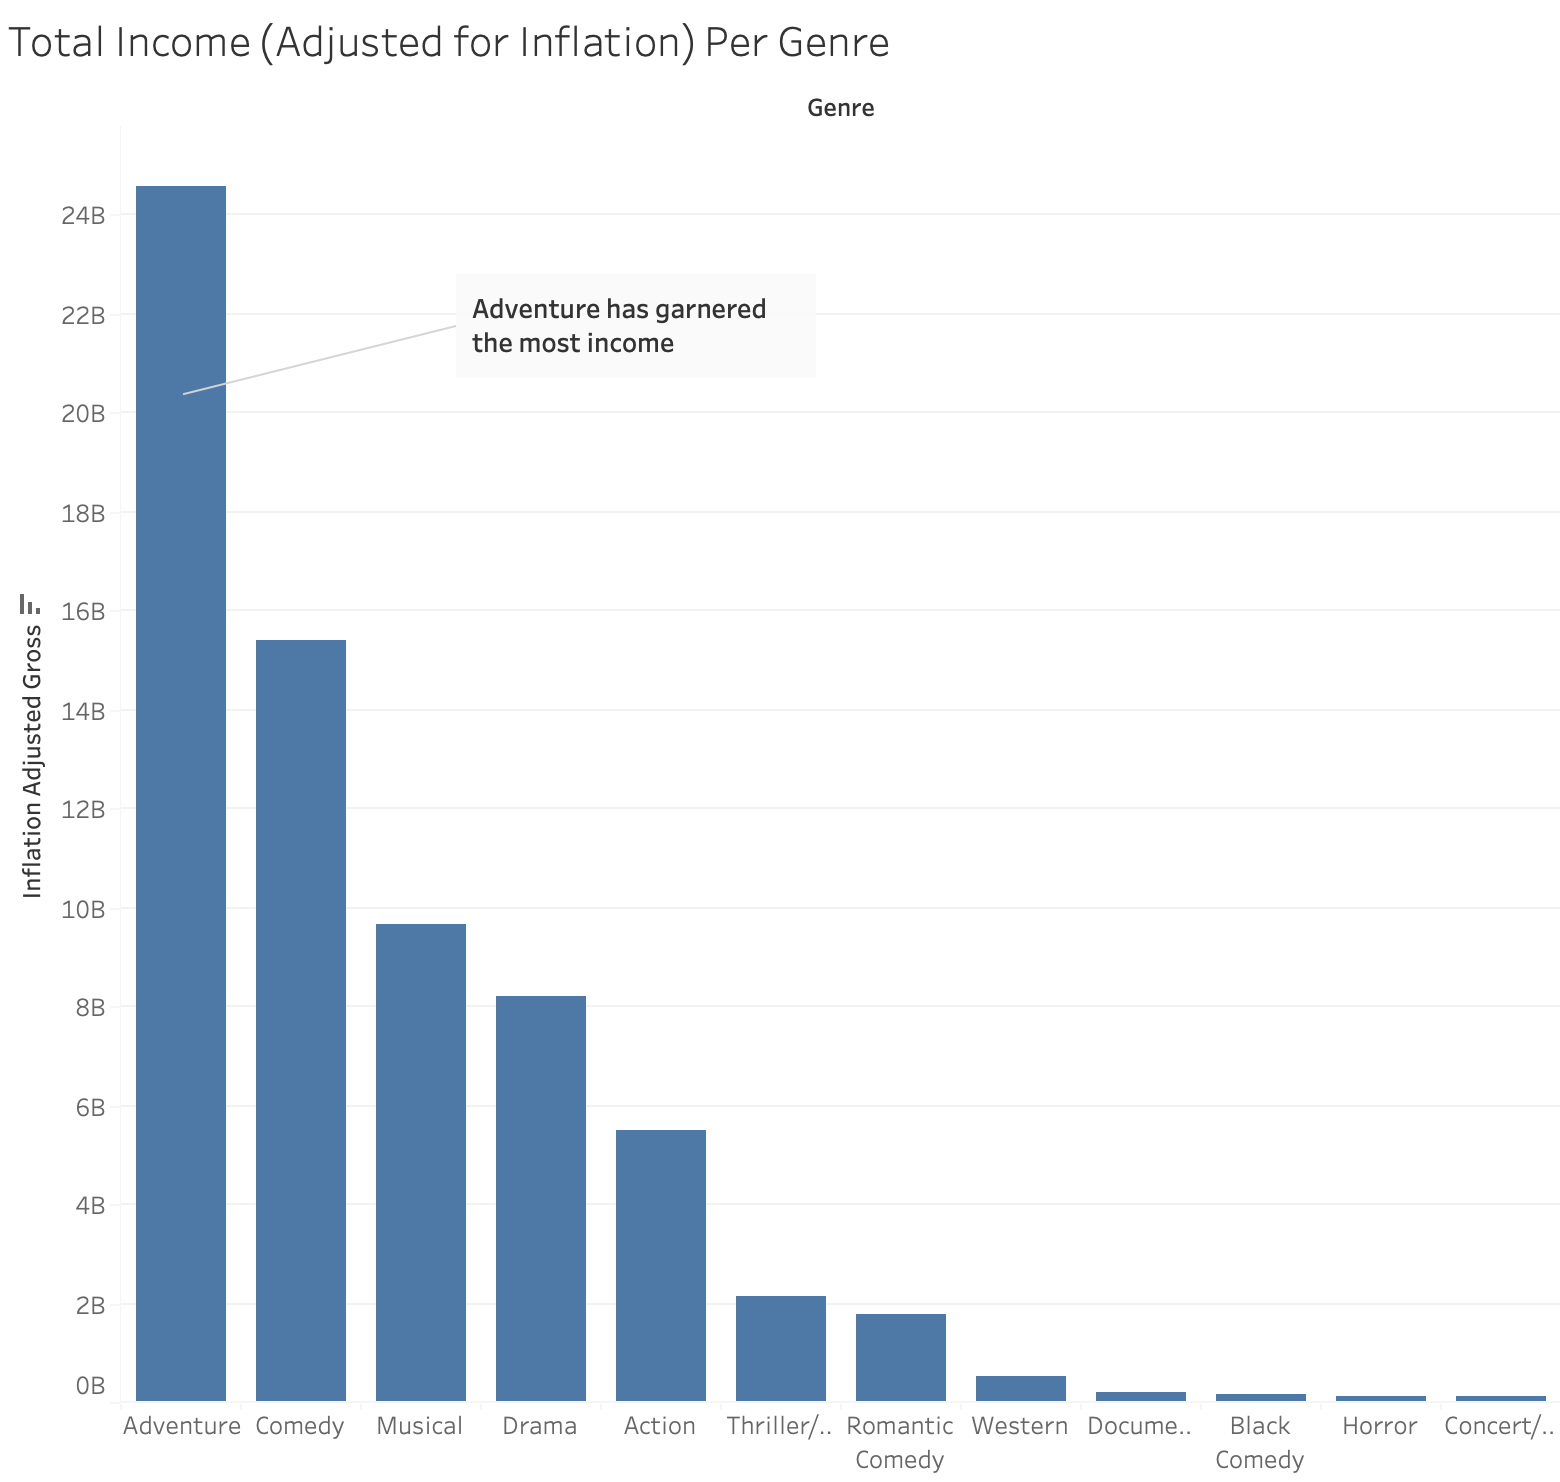 Total Income (Adjusted for Inflation) Per Genre
Genre
24B
22B
20B
18B
16B
14B
12B
10B
8B
6B
4B
2B
0B
Inflation Adjusted Gross
Adventure has garnered
the most income
Adventure
Comedy
Musical
Drama
Action
Thriller/..
Romantic
Comedy
Western
Docume..
Black
Comedy
Horror
Concert/..